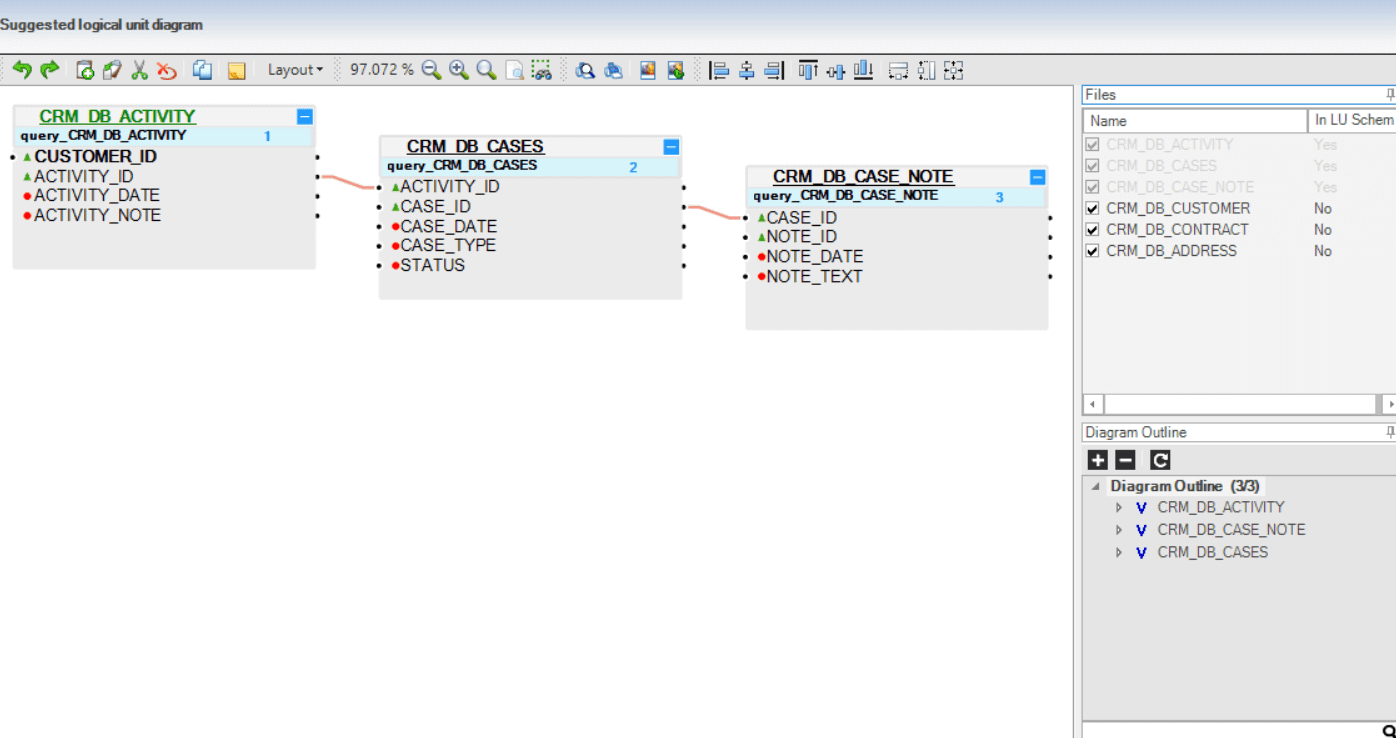 Suggested logical unit diagram
Layout 97.072 %
CRM_DB_ACTIVITY
query_CRM_DB_ACTIVITY 1
CUSTOMER_ID
ACTIVITY_ID
ACTIVITY_DATE
ACTIVITY_NOTE
CRM_DB_CASES
query_CRM_DB_CASES 2
ACTIVITY_ID
CASE_ID
CASE_DATE
CASE_TYPE
STATUS
CRM_DB_CASE_NOTE
query_CRM_DB_CASE_NOTE 3
CASE_ID
NOTE_ID
NOTE_DATE
NOTE_TEXT
Files
Name In LU Schem
CRM_DB_ACTIVITY Yes
CRM_DB_CASES Yes
CRM_DB_CASE_NOTE Yes
CRM_DB_CUSTOMER No
CRM_DB_CONTRACT No
CRM_DB_ADDRESS No
Diagram Outline
Diagram Outline (3/3)
V CRM_DB_ACTIVITY
V CRM_DB_CASE_NOTE
V CRM_DB_CASES